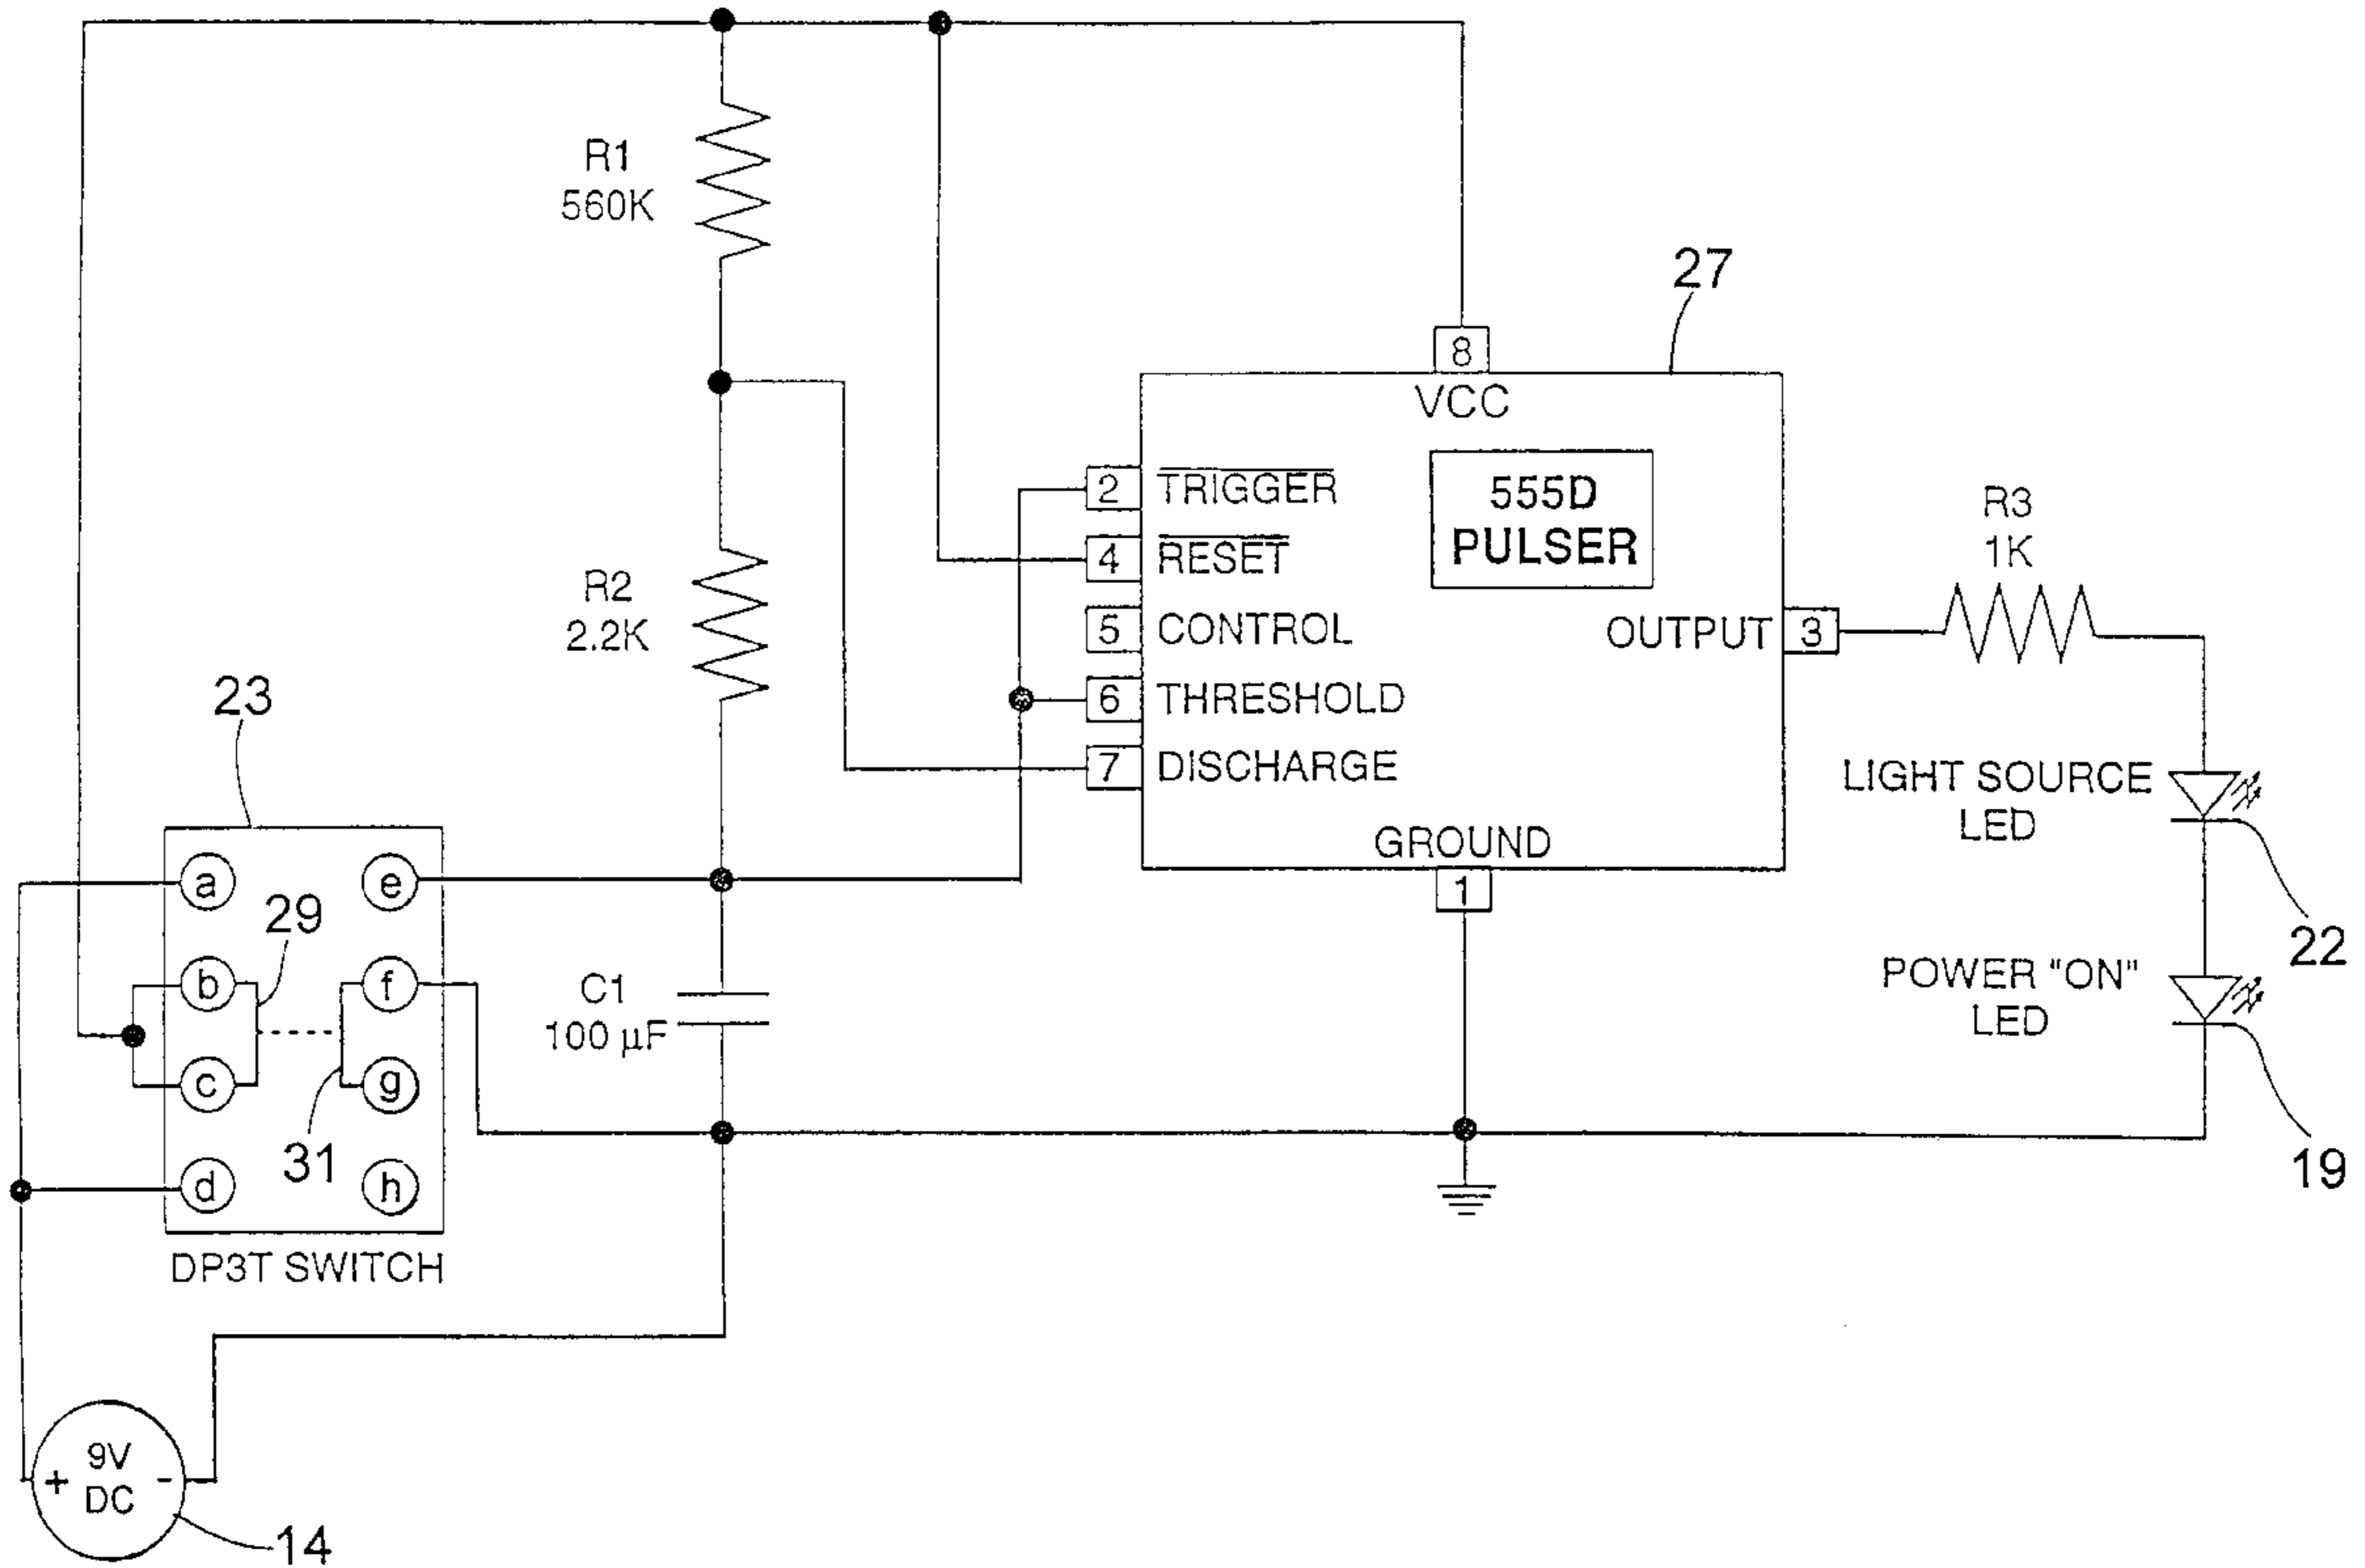 R1
560K
27
8
VCC
2
TRIGGER
555D
PULSER
4
RESET
R3
1K
R2
2.2K
5
CONTROL
OUTPUT
3
6
THRESHOLD
23
7
DISCHARGE
LIGHT SOURCE
LED
GROUND
1
22
a
e
29
b
f
C1
100 µF
POWER "ON"
LED
c
g
31
d
h
19
DP3T SWITCH
9V
+ -
DC
14